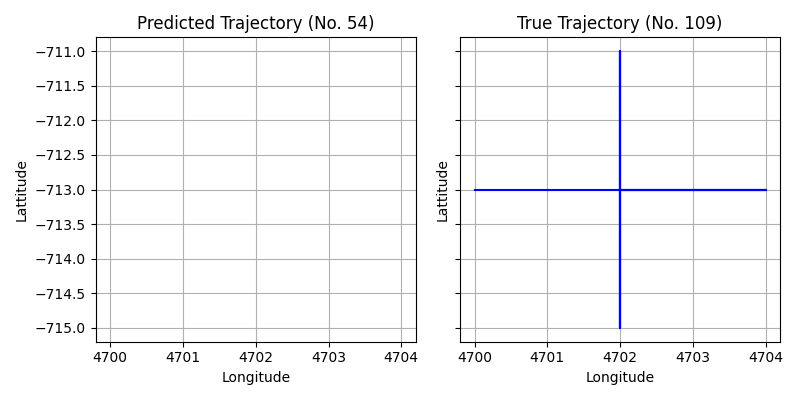 Predicted Trajectory (No. 54)
−711.0
−711.5
−712.0
−712.5
−713.0
−713.5
−714.0
−714.5
−715.0
Lattitude
4700 4701 4702 4703 4704
Longitude
True Trajectory (No. 109)
Lattitude
4700 4701 4702 4703 4704
Longitude